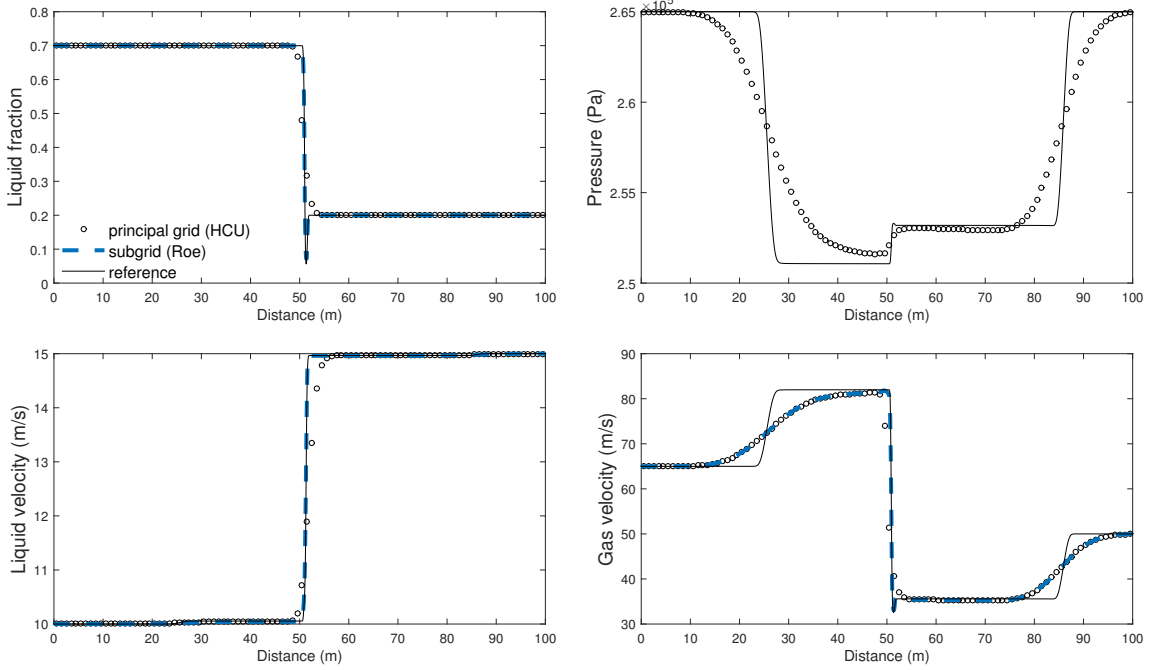 0.8
0.7
0.6
0.5
0.4
0.3
0.2
0.1
0
Liquid fraction
principal grid (HCU)
subgrid (Roe)
reference
0 10 20 30 40 50 60 70 80 90 100
Distance (m)
2.65
2.6
2.55
2.5
Pressure (Pa)
0 10 20 30 40 50 60 70 80 90 100
Distance (m)
15
14
13
12
11
10
Liquid velocity (m/s)
0 10 20 30 40 50 60 70 80 90 100
Distance (m)
90
80
70
60
50
40
30
Gas velocity (m/s)
0 10 20 30 40 50 60 70 80 90 100
Distance (m)